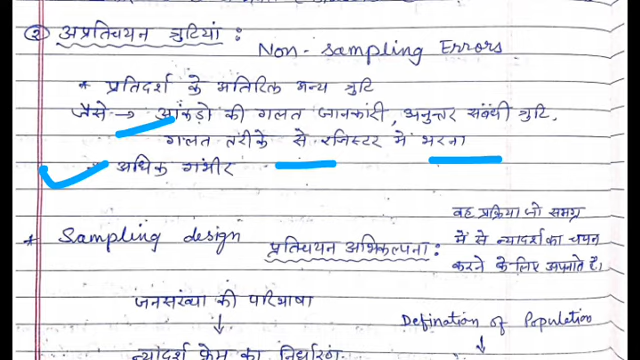 ② अप्रतिचयन त्रुटियां :
Non - Sampling Errors
* प्रतिदर्श के अतिरिक्त अन्य त्रुटि
जैसे → आंकड़ो की गलत जानकारी, अनुत्तर संबंधी त्रुटि,
गलत तरीके से रजिस्टर में भरना
अधिक गंभीर
* Sampling design प्रतिचयन अभिकल्पना :
वह प्रक्रिया जो समग्र
में से न्यादर्श का चयन
करने के लिए अपनाते है।
जनसंख्या की परिभाषा
↓
Defination of Population
↓
न्यादर्श फ्रेम का निर्धारण